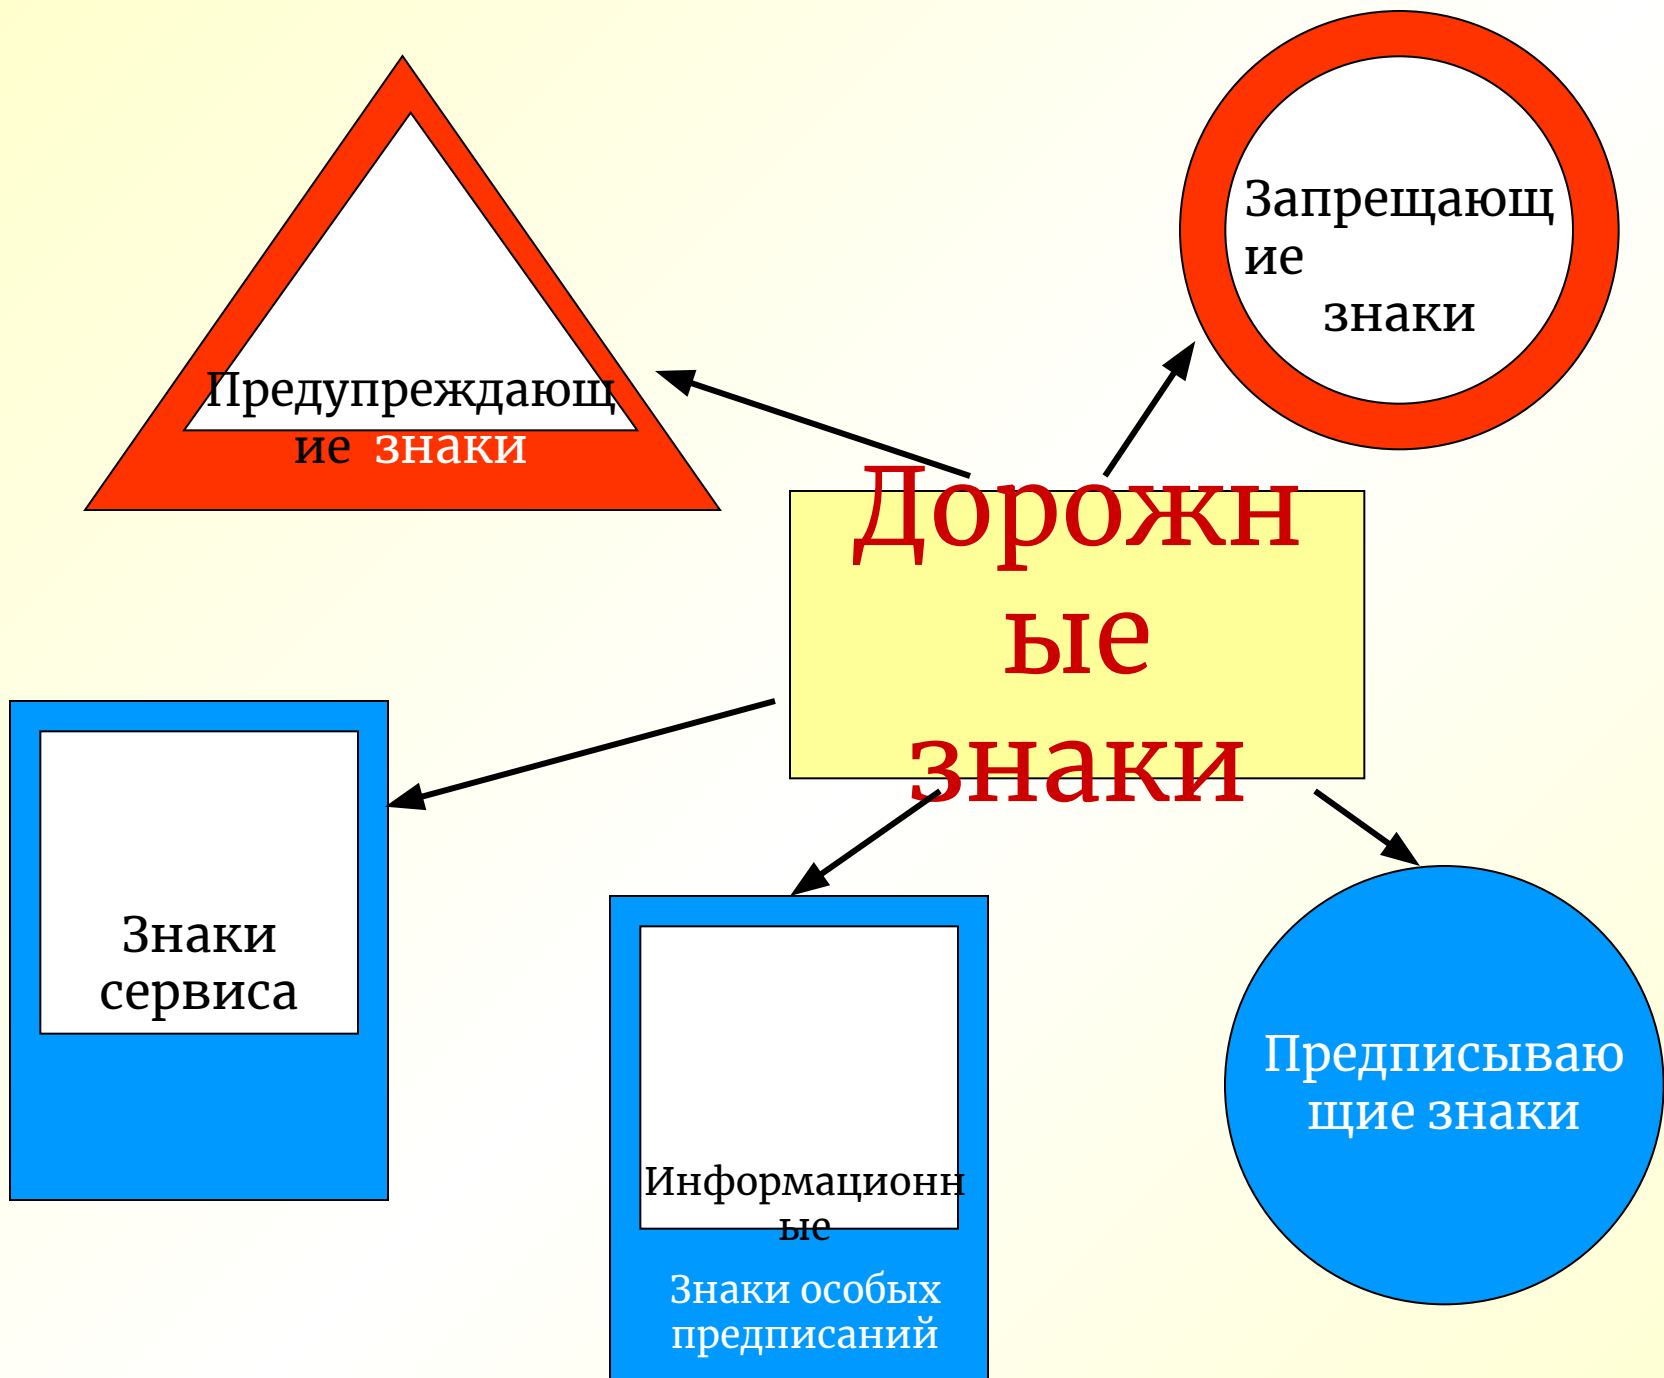 Запрещающ
ие
знаки
Предупреждающ
ие знаки
Дорожн
ые
знаки
Знаки
сервиса
Информационн
ые
Знаки особых
предписаний
Предписываю
щие знаки